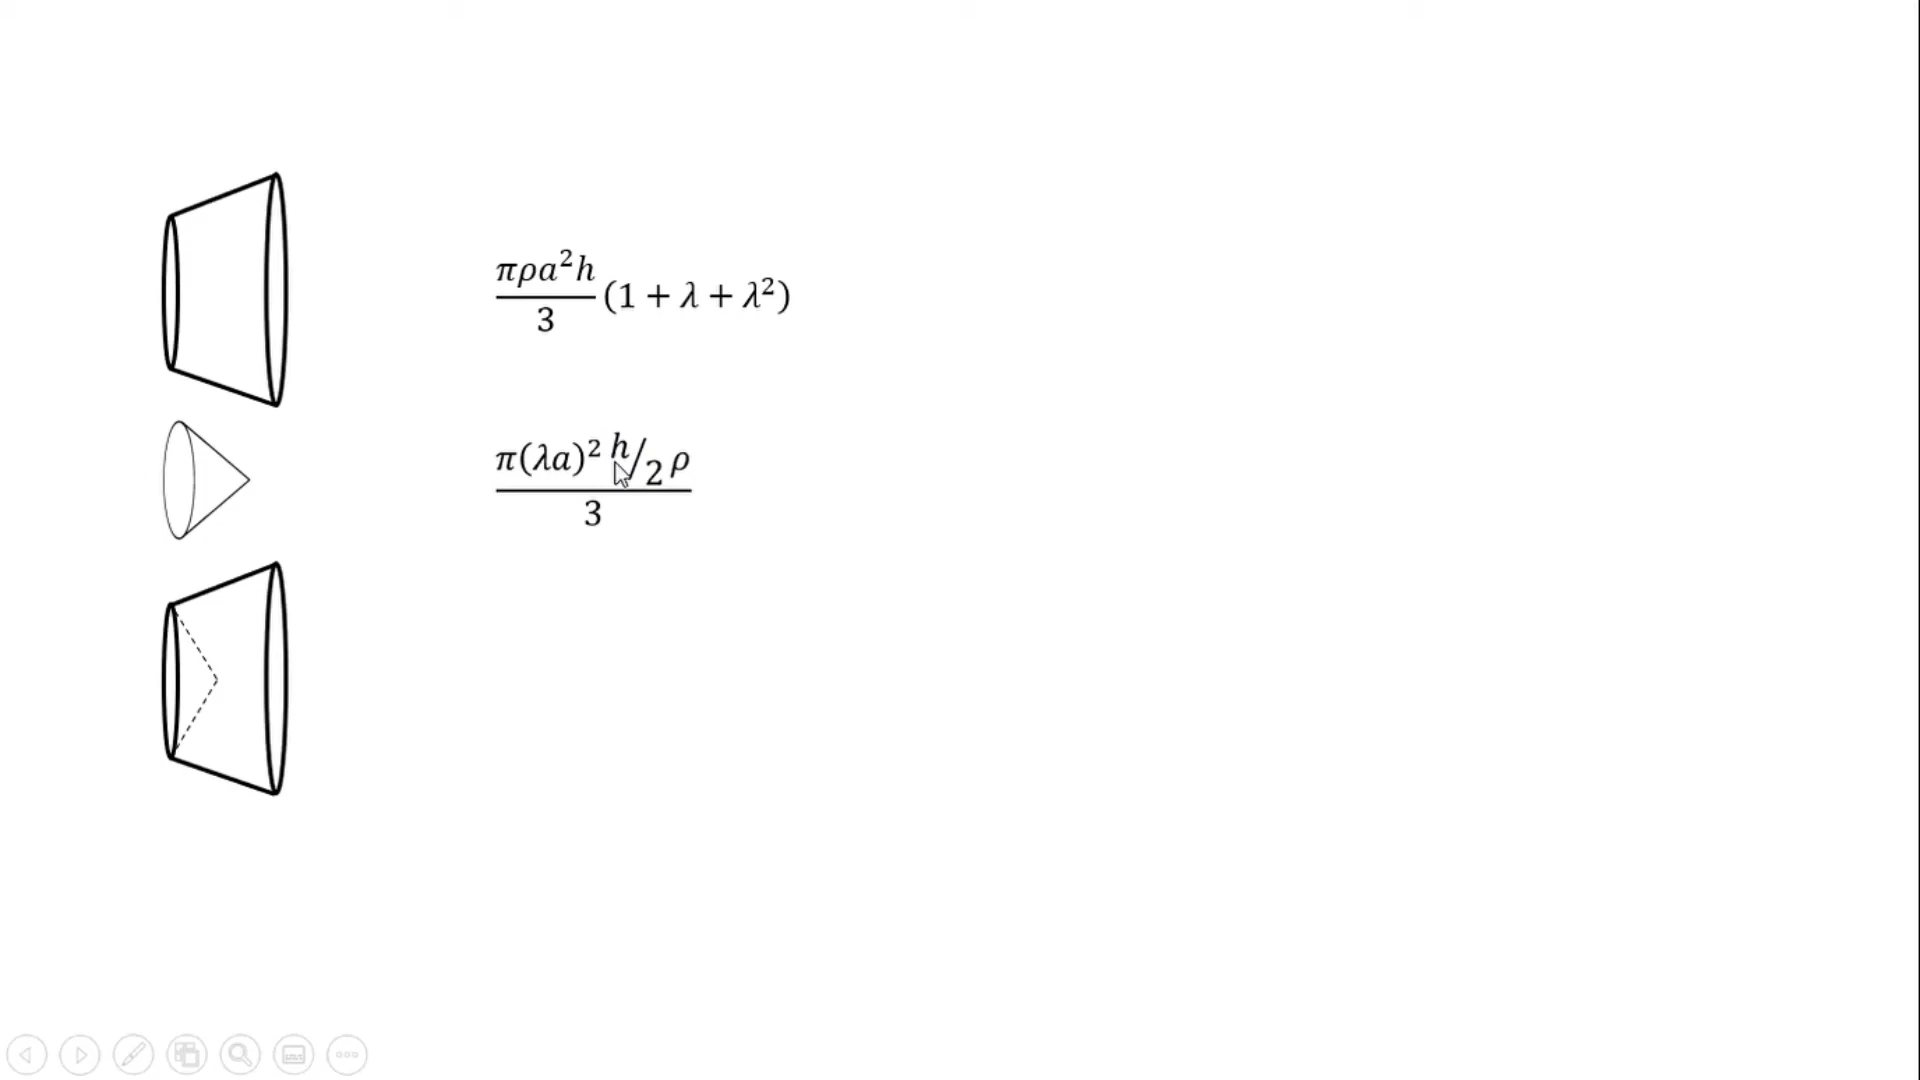 πρa²h/3 (1 + λ + λ²)
π(λa)² h/2 ρ/3